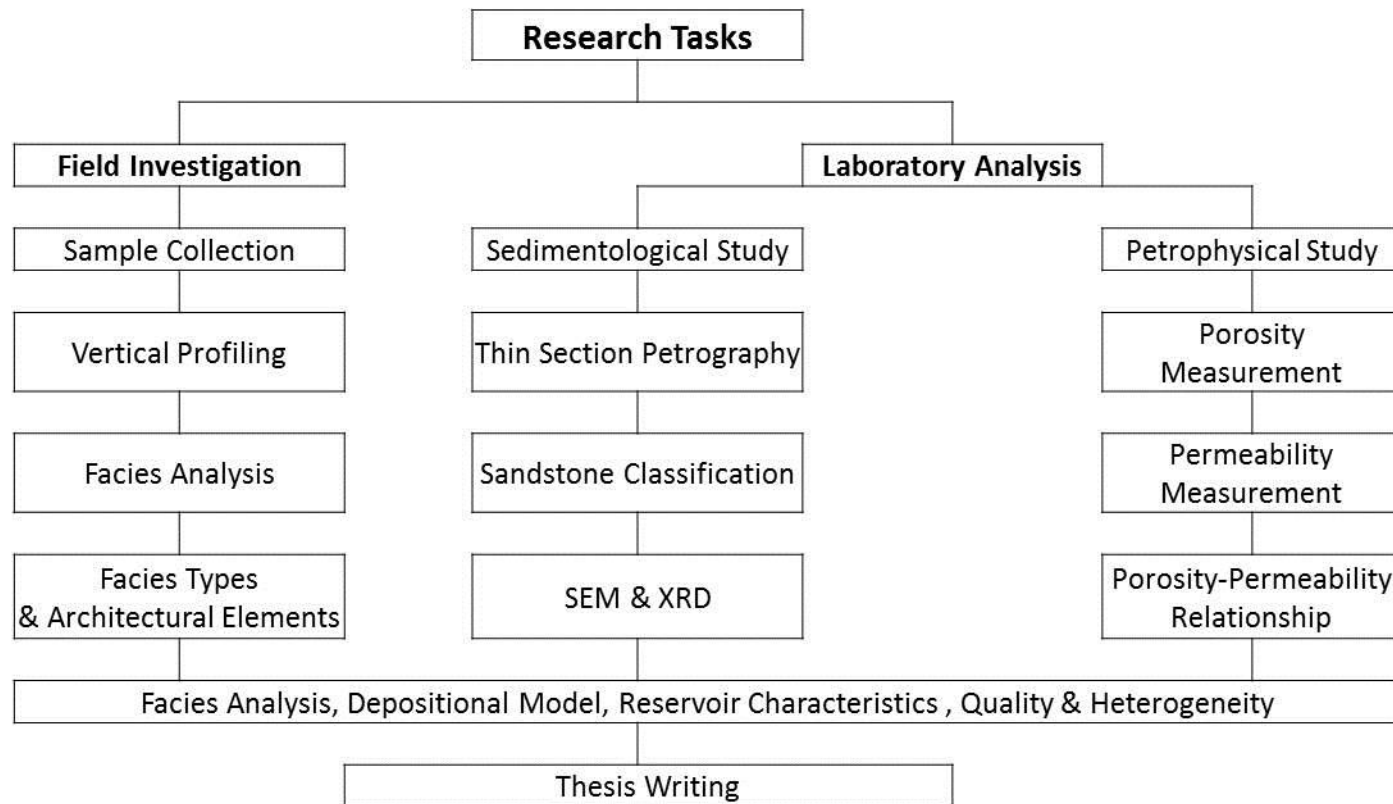 Research Tasks
Field Investigation
Laboratory Analysis
Sample Collection
Sedimentological Study
Petrophysical Study
Vertical Profiling
Thin Section Petrography
Porosity
Measurement
Facies Analysis
Sandstone Classification
Permeability
Measurement
Facies Types
& Architectural Elements
SEM & XRD
Porosity-Permeability
Relationship
Facies Analysis, Depositional Model, Reservoir Characteristics , Quality & Heterogeneity
Thesis Writing